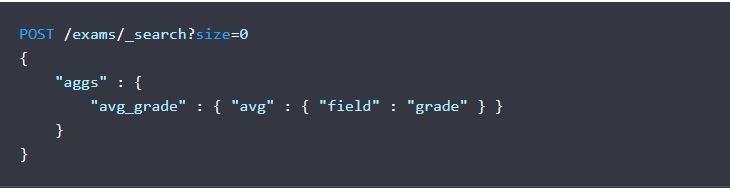 POST /exams/_search?size=0
{
    "aggs" : {
        "avg_grade" : { "avg" : { "field" : "grade" } }
    }
}